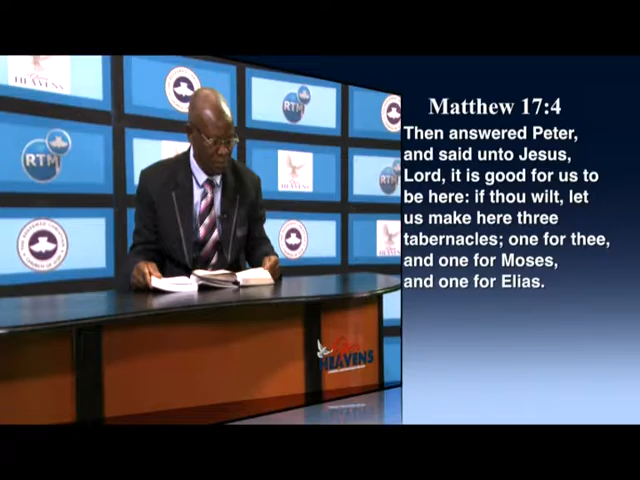 Matthew 17:4
Then answered Peter,
and said unto Jesus,
Lord, it is good for us to
be here: if thou wilt, let
us make here three
tabernacles; one for thee,
and one for Moses,
and one for Elias.
HEAVENS
RTM
RTM
RTM
HEAVENS